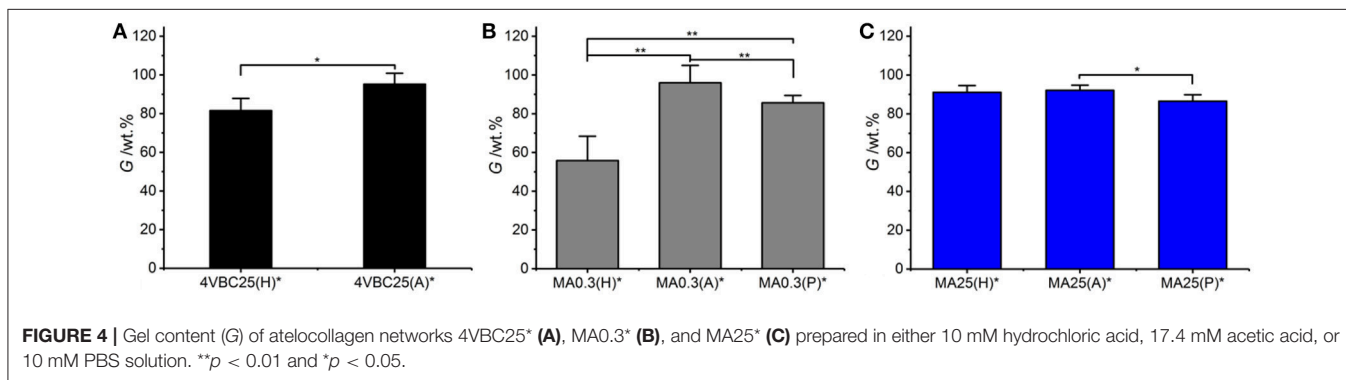 A
120
100
80
60
40
20
0
G /wt.%
*
4VBC25(H)*
4VBC25(A)*
B
120
100
80
60
40
20
0
G /wt.%
**
**
**
MA0.3(H)*
MA0.3(A)*
MA0.3(P)*
C
120
100
80
60
40
20
0
G /wt.%
*
MA25(H)*
MA25(A)*
MA25(P)*
FIGURE 4 | Gel content (G) of atelocollagen networks 4VBC25* (A), MA0.3* (B), and MA25* (C) prepared in either 10 mM hydrochloric acid, 17.4 mM acetic acid, or
10 mM PBS solution. **p < 0.01 and *p < 0.05.